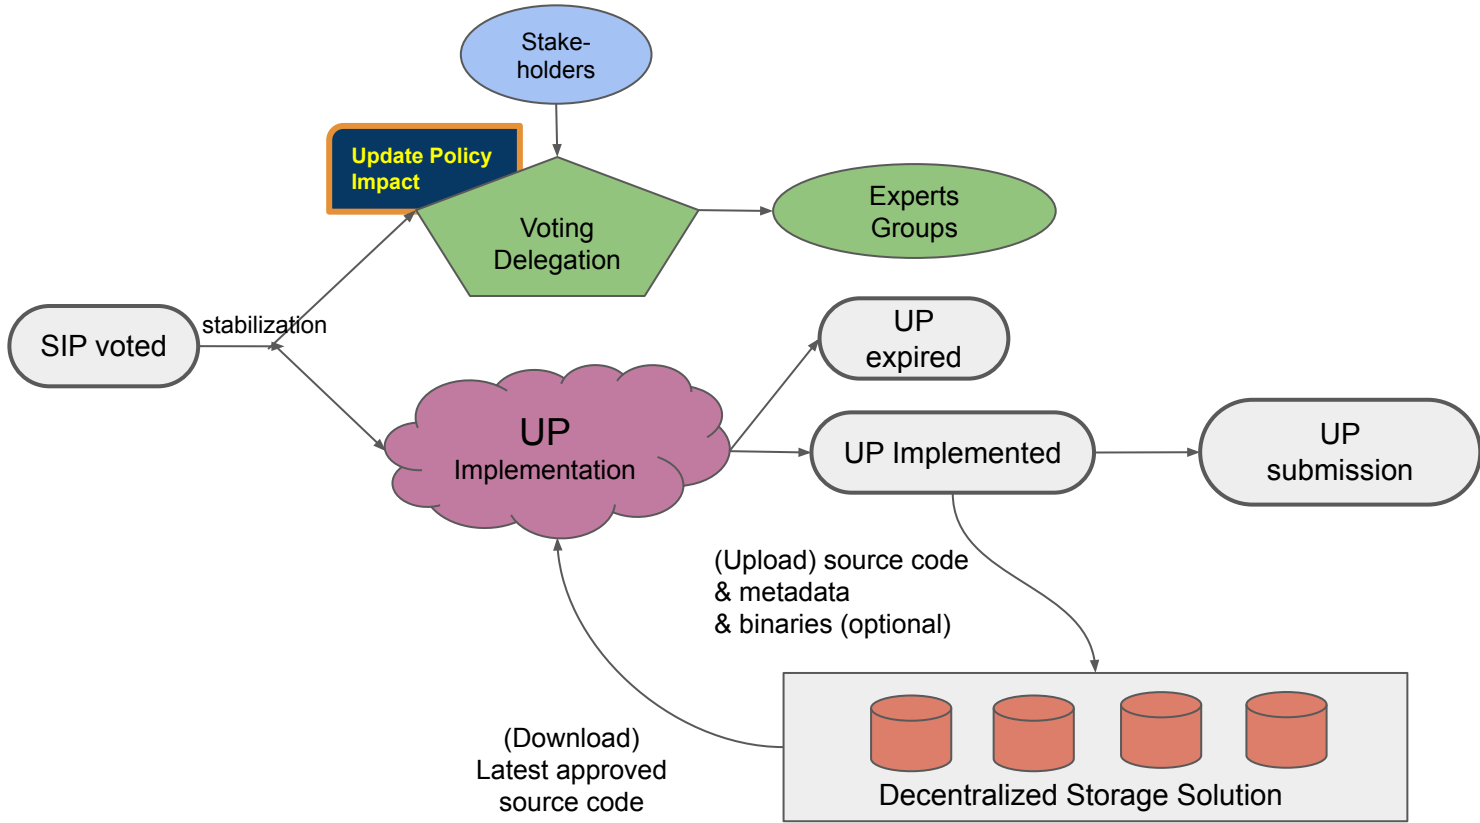 Stake-
holders
Update Policy
Impact
Voting
Delegation
Experts
Groups
SIP voted
stabilization
UP
expired
UP
Implementation
UP Implemented
UP
submission
(Upload) source code
& metadata
& binaries (optional)
(Download)
Latest approved
source code
Decentralized Storage Solution